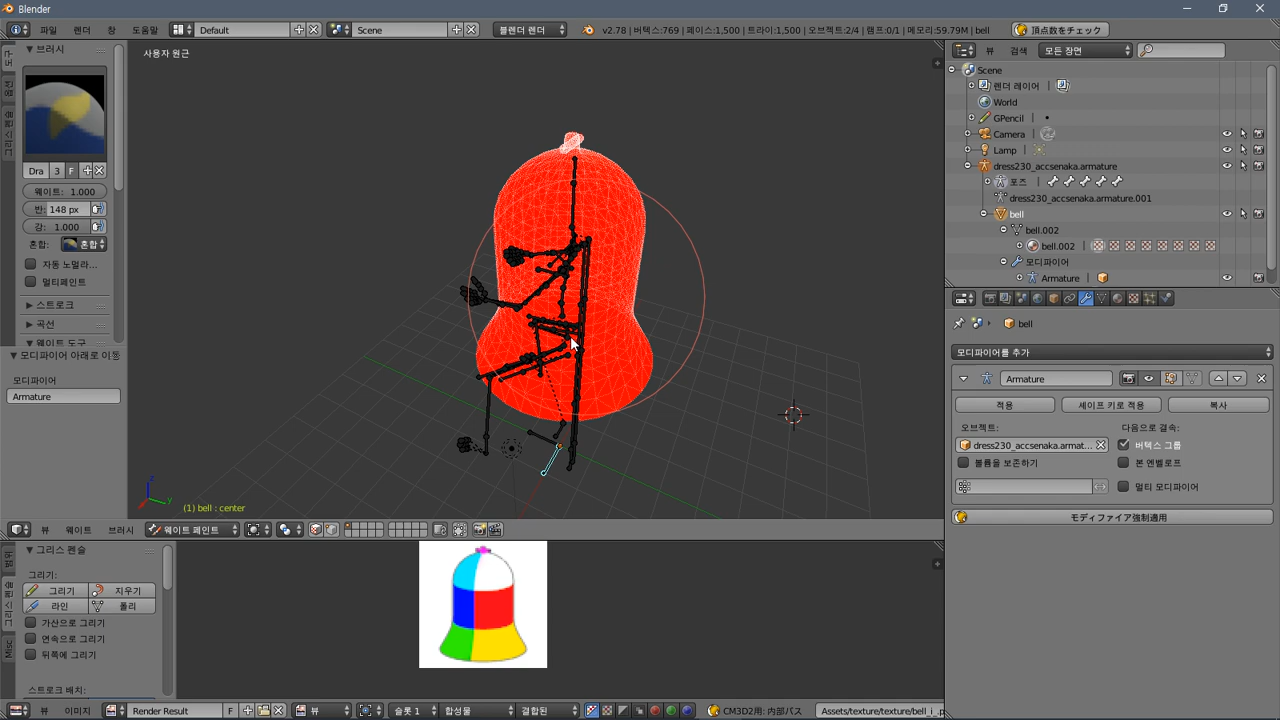 Blender
파일 렌더 창 도움말 Default Scene 블렌더 렌더 v2.78 | 버텍스:769 | 페이스:1,500 | 트라이:1,500 | 오브젝트:2/4 | 램프:0/1 | 메모리:59.79M | bell 頂点数をチェック
브러시
Dra 3 F
웨이트: 1.000
반: 148 px
강: 1.000
혼합: 혼합
자동 노멀라...
멀티페인트
스트로크
곡선
웨이트 도구
모디파이어 아래로 이동
모디파이어
Armature
사용자 원근
(1) bell : center
뷰 웨이트 브러시 웨이트 페인트
뷰 검색 모든 장면
Scene
렌더 레이어
World
GPencil
Camera
Lamp
dress230_accsenaka.armature
포즈
dress230_accsenaka.armature.001
bell
bell.002
bell.002
모디파이어
Armature
bell
모디파이어를 추가
Armature
적용 셰이프 키로 적용 복사
오브젝트: 다음으로 결속:
dress230_accsenaka.armat... 버텍스 그룹
볼륨을 보존하기 본 엔벨로프
멀티 모디파이어
モディファイア強制適用
그리스 펜슬
그리기:
그리기 지우기
라인 폴리
가산으로 그리기
연속으로 그리기
뒤쪽에 그리기
스트로크 배치:
Misc
뷰 이미지 Render Result F 뷰 슬롯 1 합성물 결합된 CM3D2用: 内部パス Assets/texture/texture/bell_i_.p